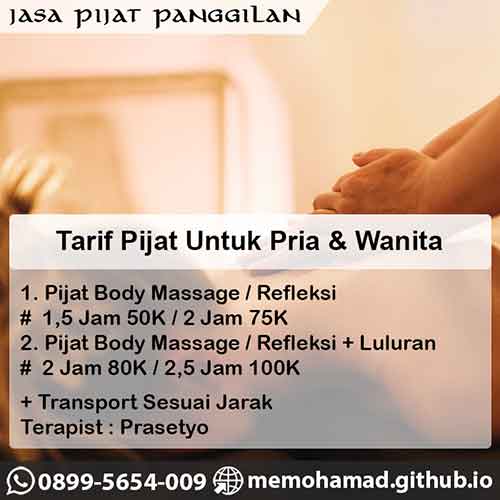 JASA PIJAT PANGGILAN
Tarif Pijat Untuk Pria & Wanita
1. Pijat Body Massage / Refleksi
# 1,5 Jam 50K / 2 Jam 75K
2. Pijat Body Massage / Refleksi + Luluran
# 2 Jam 80K / 2,5 Jam 100K
+ Transport Sesuai Jarak
Terapist : Prasetyo
0899-5654-009 memohamad.github.io